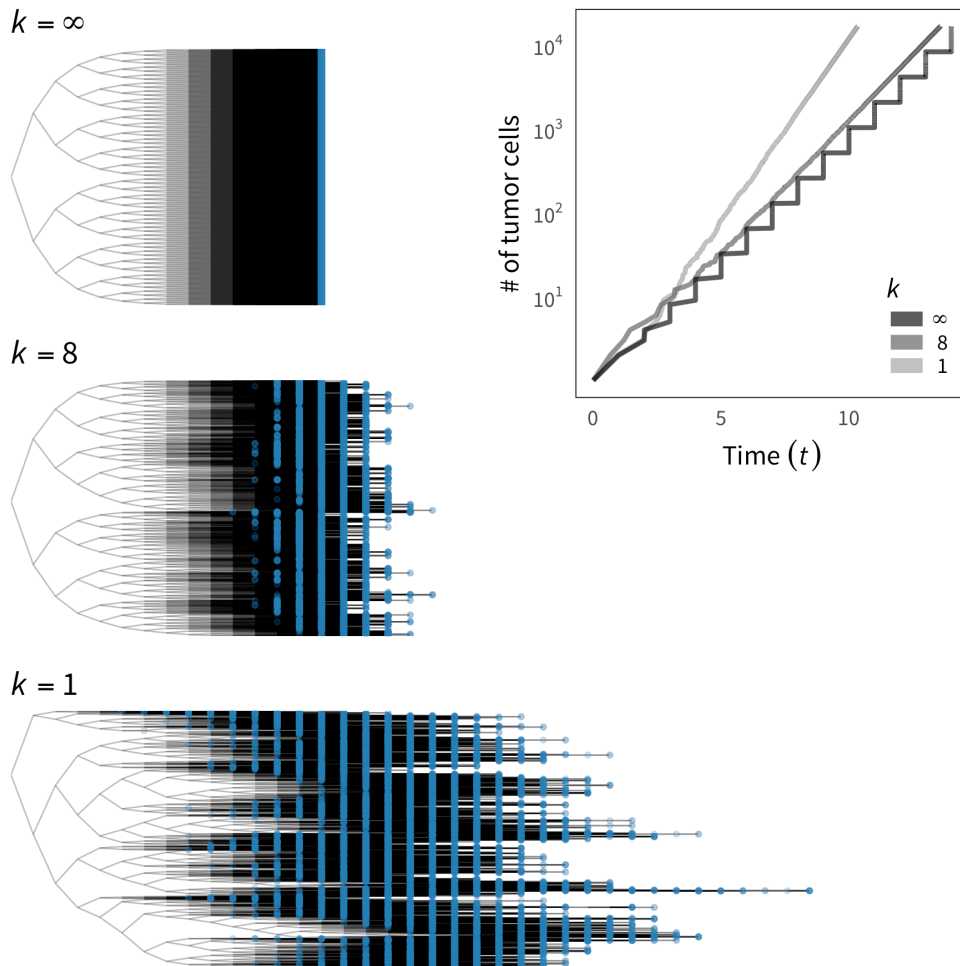 k = ∞
k = 8
k = 1
# of tumor cells
10⁴
10³
10²
10¹
k
∞
8
1
0 5 10
Time (t)